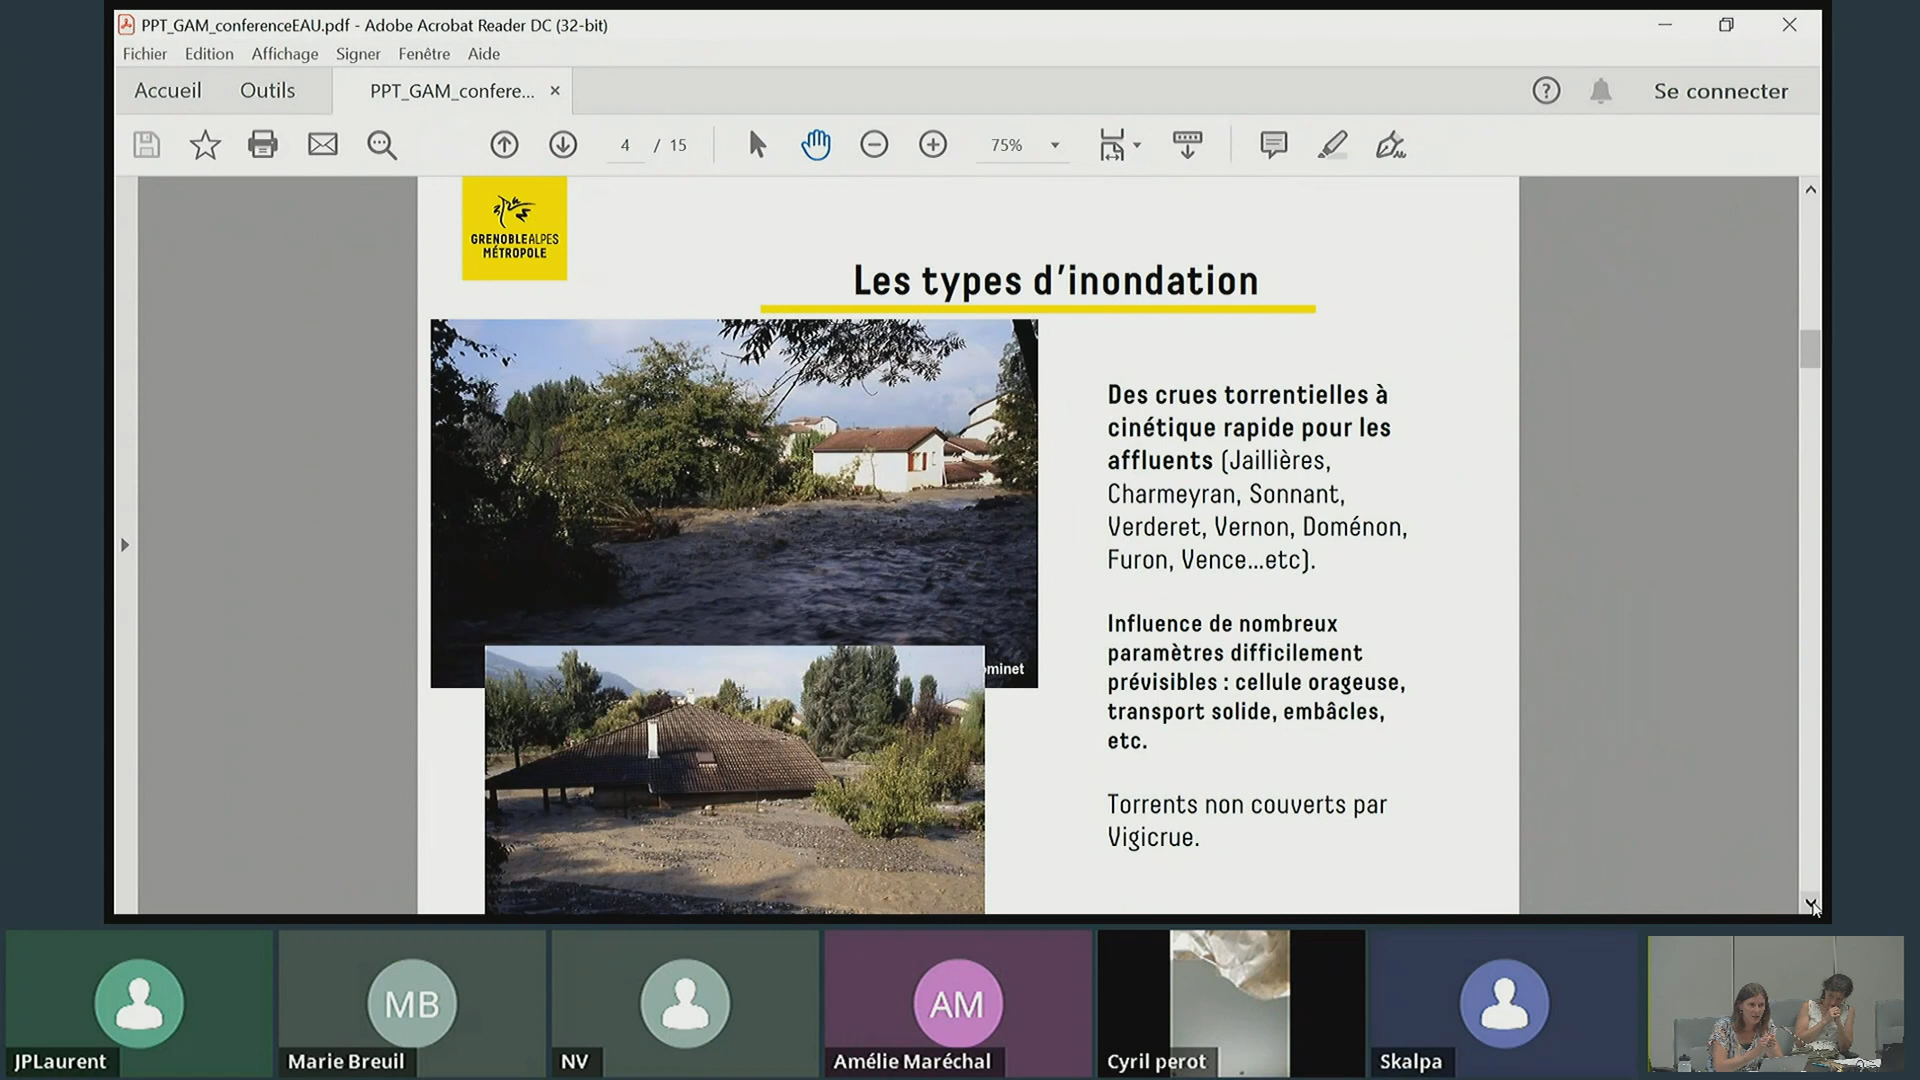 PPT_GAM_conferenceEAU.pdf - Adobe Acrobat Reader DC (32-bit)
Fichier Edition Affichage Signer Fenêtre Aide
Accueil Outils PPT_GAM_confere... × Se connecter
4 / 15 75%
GRENOBLEALPES
MÉTROPOLE
Les types d'inondation
Des crues torrentielles à
cinétique rapide pour les
affluents (Jaillières,
Charmeyran, Sonnant,
Verderet, Vernon, Doménon,
Furon, Vence...etc).
Influence de nombreux
paramètres difficilement
prévisibles : cellule orageuse,
transport solide, embâcles,
etc.
Torrents non couverts par
Vigicrue.
ominet
MB
AM
JPLaurent
Marie Breuil
NV
Amélie Maréchal
Cyril perot
Skalpa